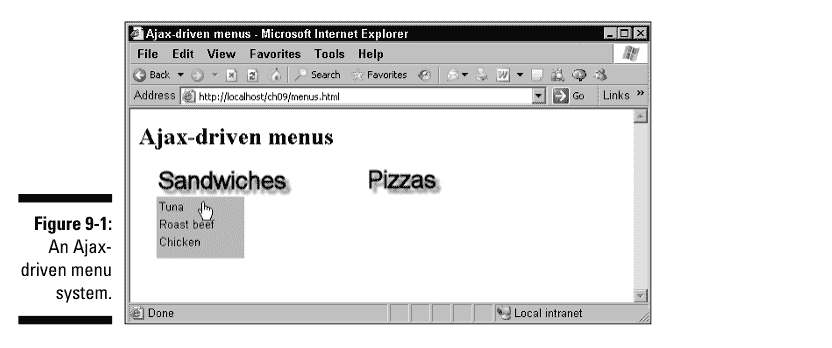 Ajax-driven menus - Microsoft Internet Explorer
File Edit View Favorites Tools Help
Back Search Favorites
Address http://localhost/ch09/menus.html Go Links »
Ajax-driven menus
Sandwiches Pizzas
Tuna
Roast beef
Chicken
Done Local intranet
Figure 9-1:
An Ajax-
driven menu
system.